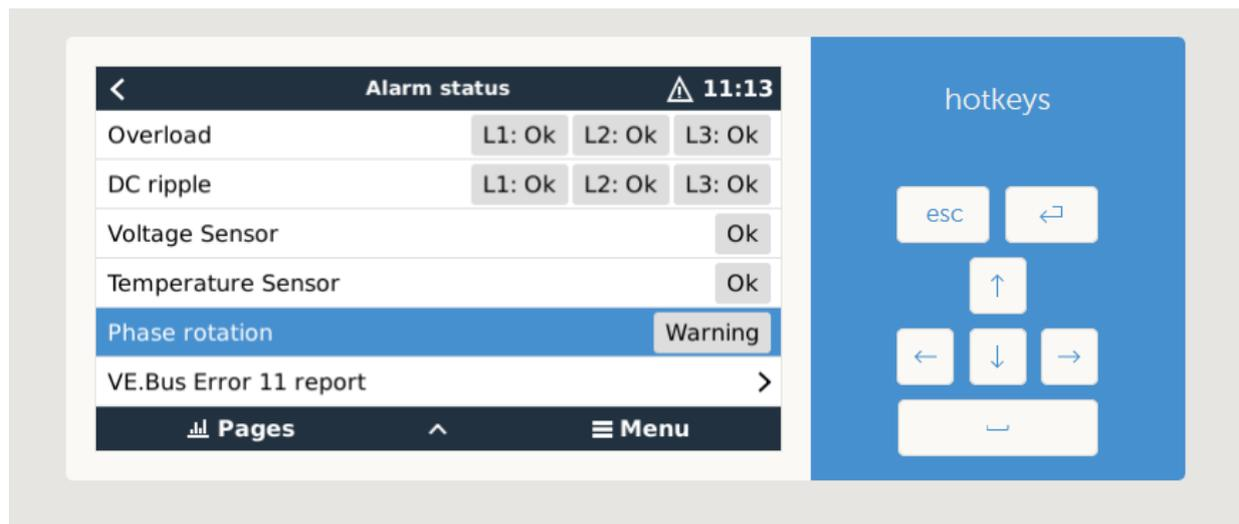 Alarm status 11:13
Overload L1: Ok L2: Ok L3: Ok
DC ripple L1: Ok L2: Ok L3: Ok
Voltage Sensor Ok
Temperature Sensor Ok
Phase rotation Warning
VE.Bus Error 11 report
Pages Menu
hotkeys
esc